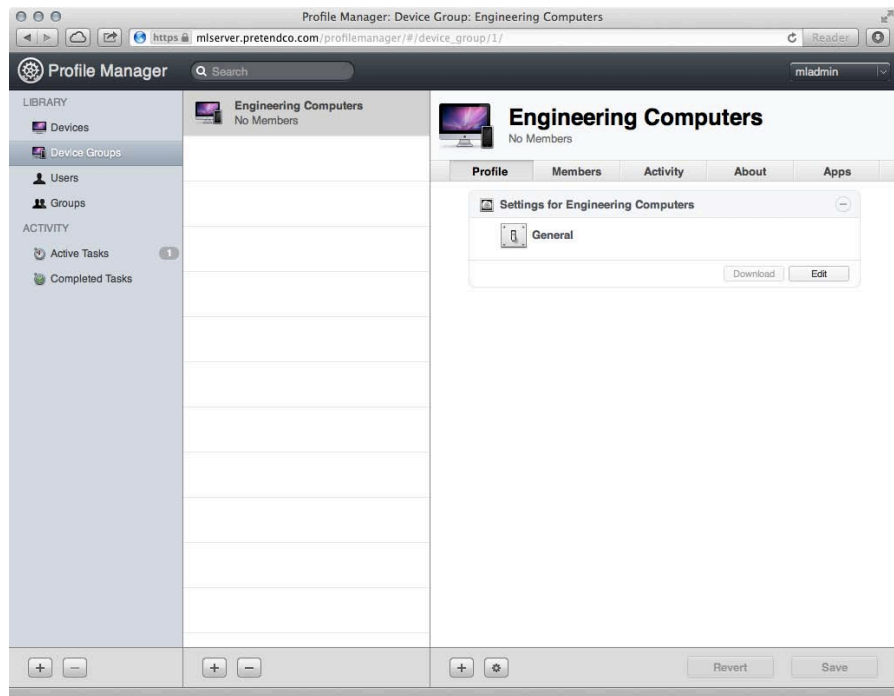 Profile Manager: Device Group: Engineering Computers
https mlserver.pretendco.com/profilemanager/#/device_group/1/
Reader
Profile Manager
Search
mladmin
LIBRARY
Devices
Device Groups
Users
Groups
ACTIVITY
Active Tasks 1
Completed Tasks
Engineering Computers
No Members
Engineering Computers
No Members
Profile Members Activity About Apps
Settings for Engineering Computers
General
Download Edit
Revert Save